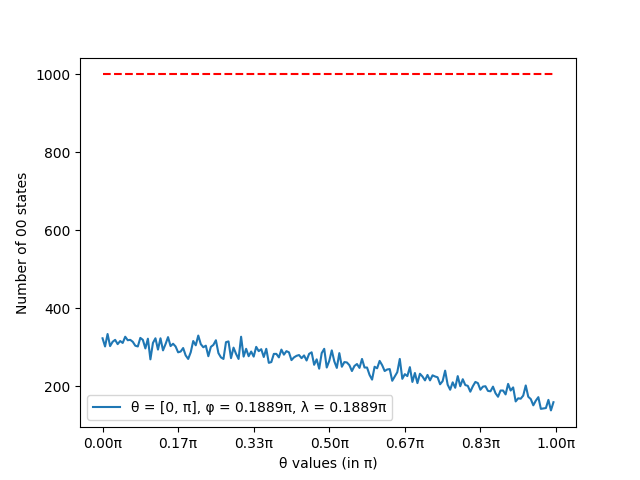 1000
800
600
400
200
Number of 00 states
θ = [0, π], φ = 0.1889π, λ = 0.1889π
0.00π 0.17π 0.33π 0.50π 0.67π 0.83π 1.00π
θ values (in π)